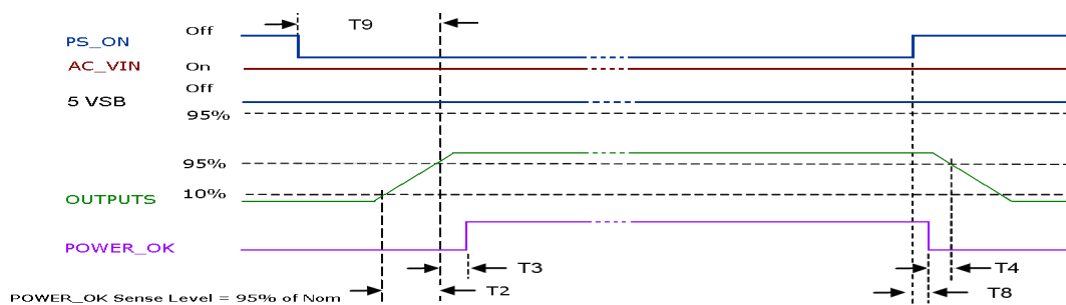 T9
Off
PS_ON
AC_VIN
On
Off
5 VSB
95%
95%
10%
OUTPUTS
POWER_OK
T3
T4
T2
T8
POWER_OK Sense Level = 95% of Nom